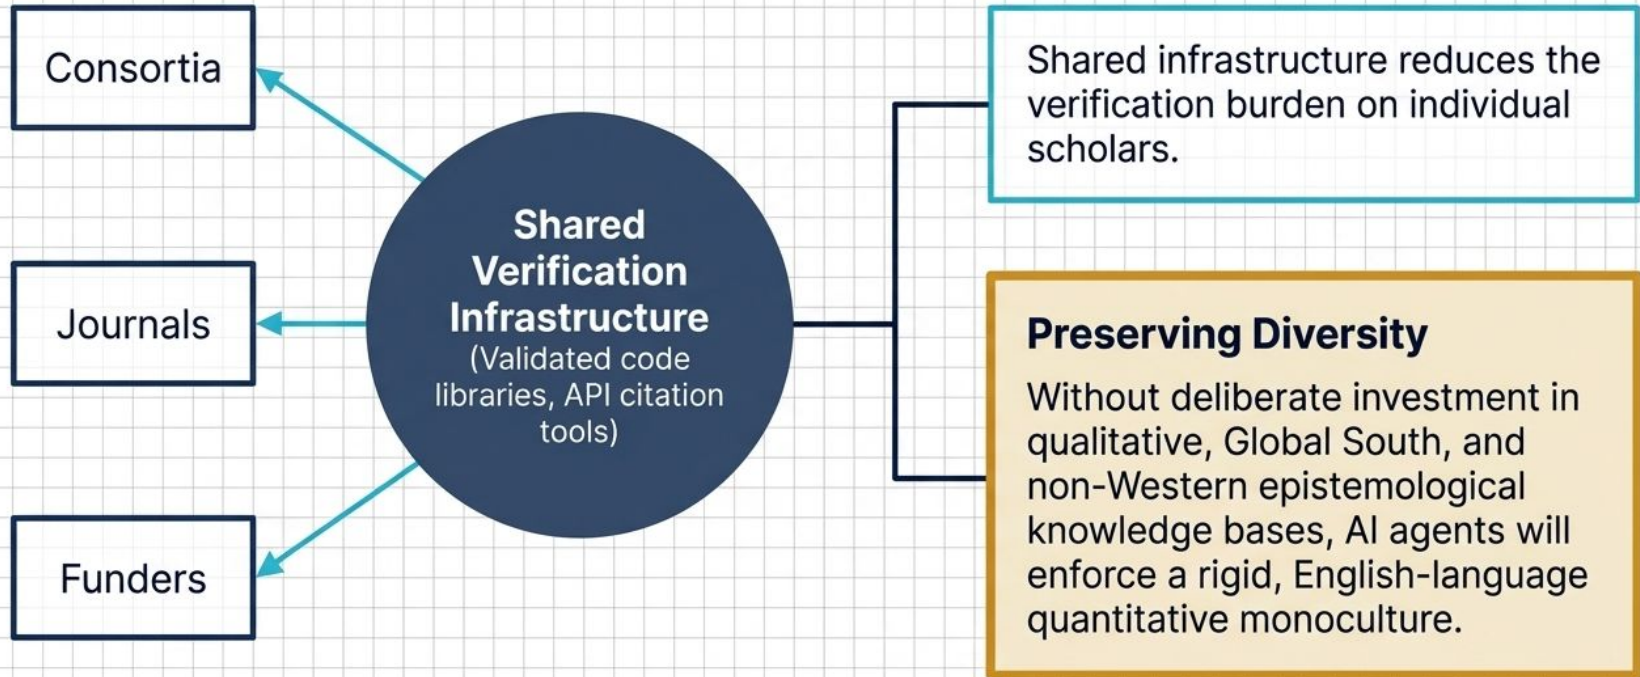 Consortia
Journals
Funders
Shared
Verification
Infrastructure
(Validated code
libraries, API citation
tools)
Shared infrastructure reduces the
verification burden on individual
scholars.
Preserving Diversity
Without deliberate investment in
qualitative, Global South, and
non-Western epistemological
knowledge bases, AI agents will
enforce a rigid, English-language
quantitative monoculture.